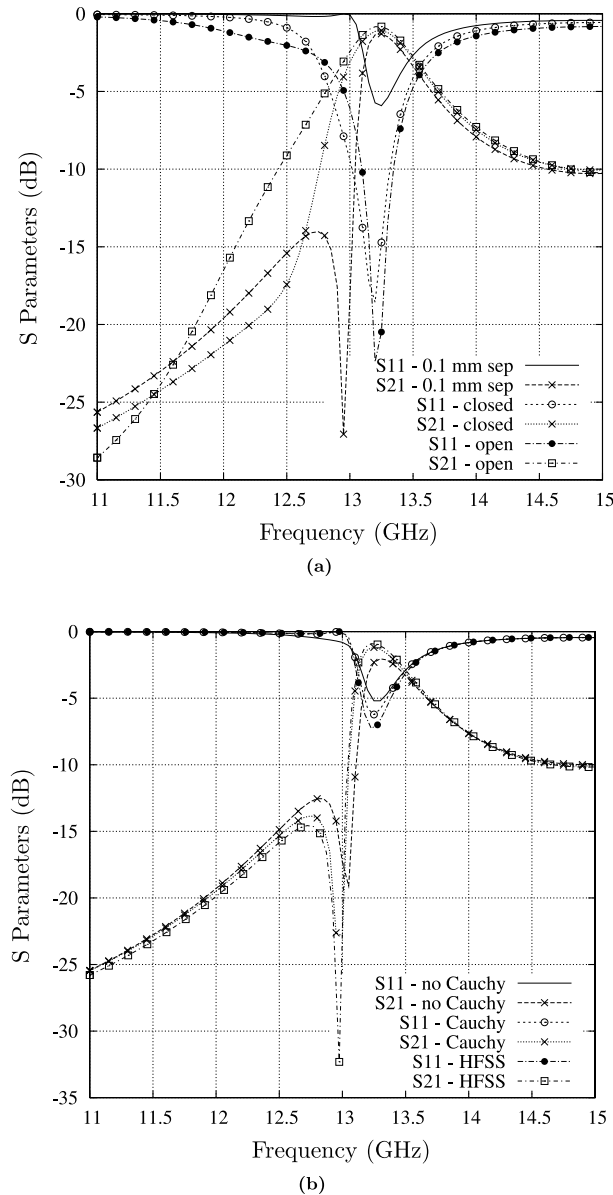 0
-5
-10
-15
-20
-25
-30
S Parameters (dB)
S11 - 0.1 mm sep
S21 - 0.1 mm sep
S11 - closed
S21 - closed
S11 - open
S21 - open
11 11.5 12 12.5 13 13.5 14 14.5 15
Frequency (GHz)
(a)
0
-5
-10
-15
-20
-25
-30
-35
S Parameters (dB)
S11 - no Cauchy
S21 - no Cauchy
S11 - Cauchy
S21 - Cauchy
S11 - HFSS
S21 - HFSS
11 11.5 12 12.5 13 13.5 14 14.5 15
Frequency (GHz)
(b)